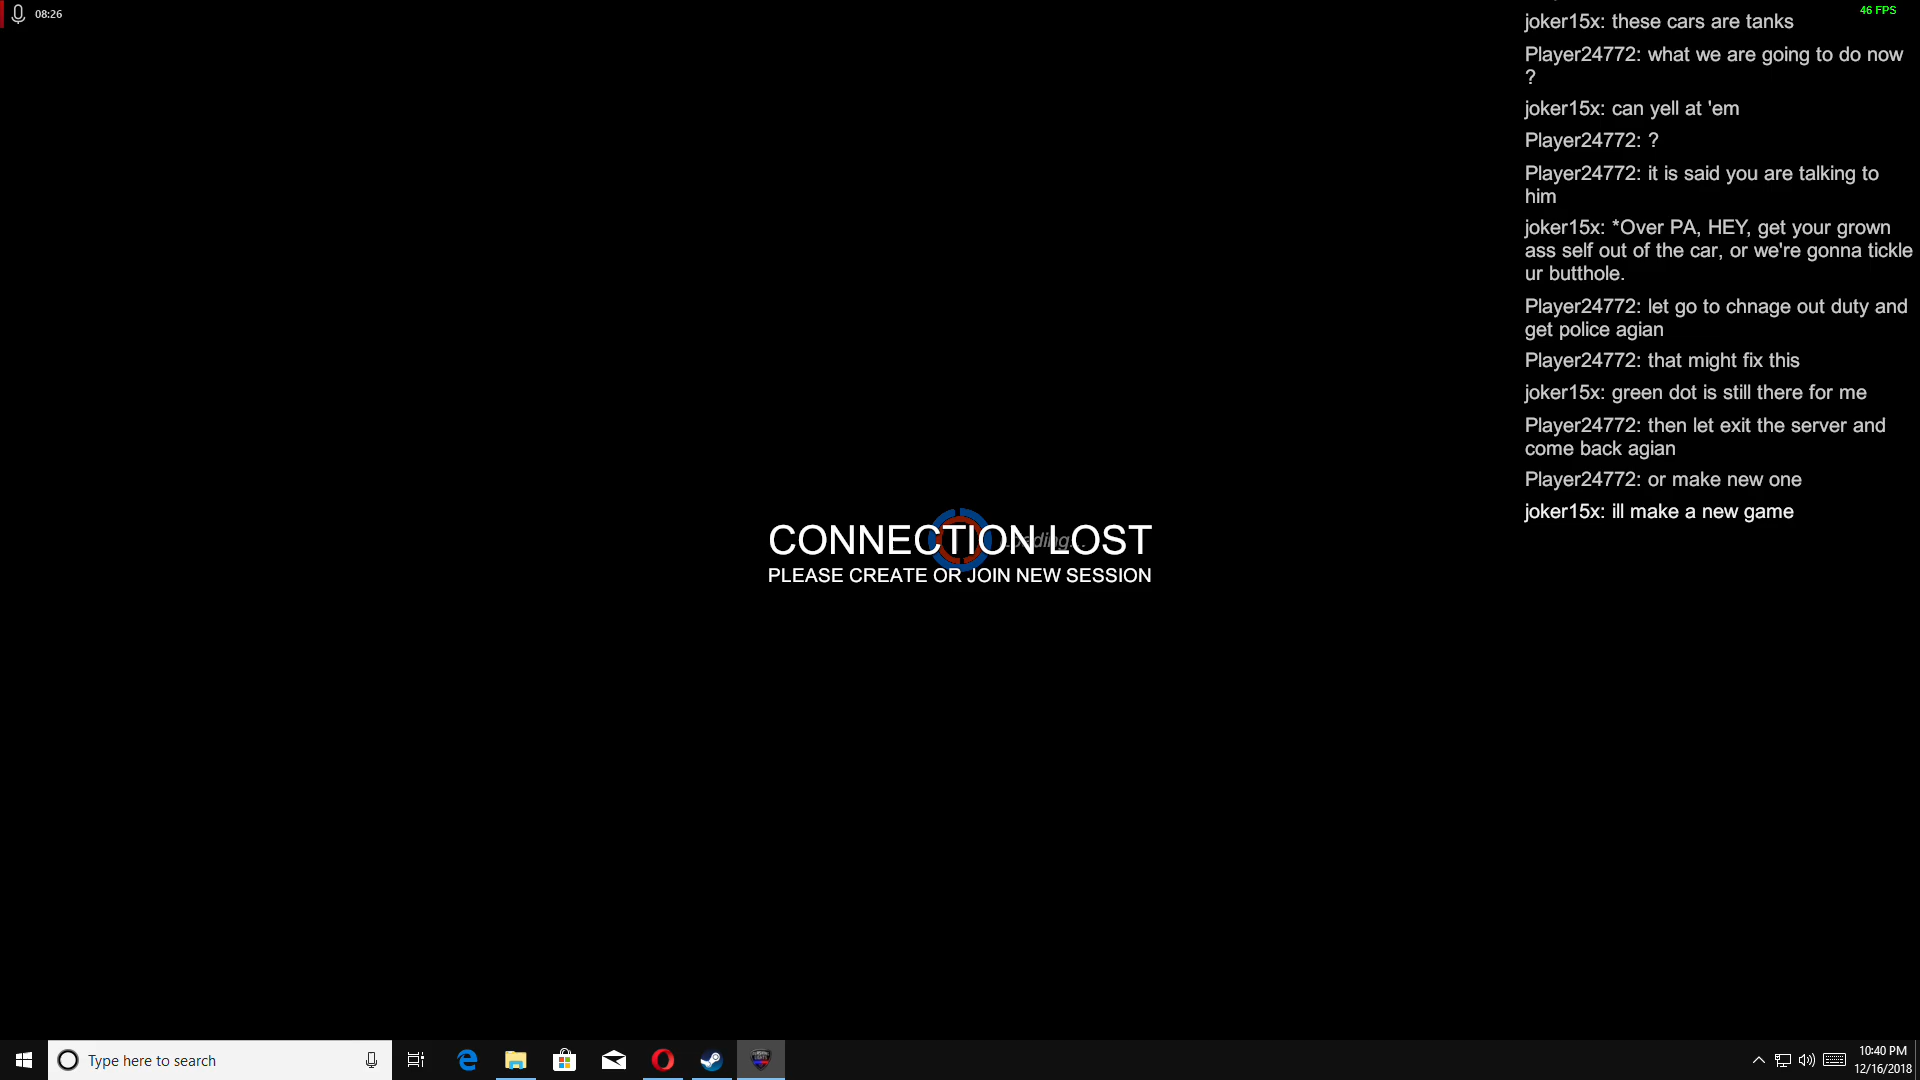 08:26
46 FPS
joker15x: these cars are tanks
Player24772: what we are going to do now
?
joker15x: can yell at 'em
Player24772: ?
Player24772: it is said you are talking to
him
joker15x: *Over PA, HEY, get your grown
ass self out of the car, or we're gonna tickle
ur butthole.
Player24772: let go to chnage out duty and
get police agian
Player24772: that might fix this
joker15x: green dot is still there for me
Player24772: then let exit the server and
come back agian
Player24772: or make new one
joker15x: ill make a new game
Loading...
CONNECTION LOST
PLEASE CREATE OR JOIN NEW SESSION
Type here to search
10:40 PM
12/16/2018